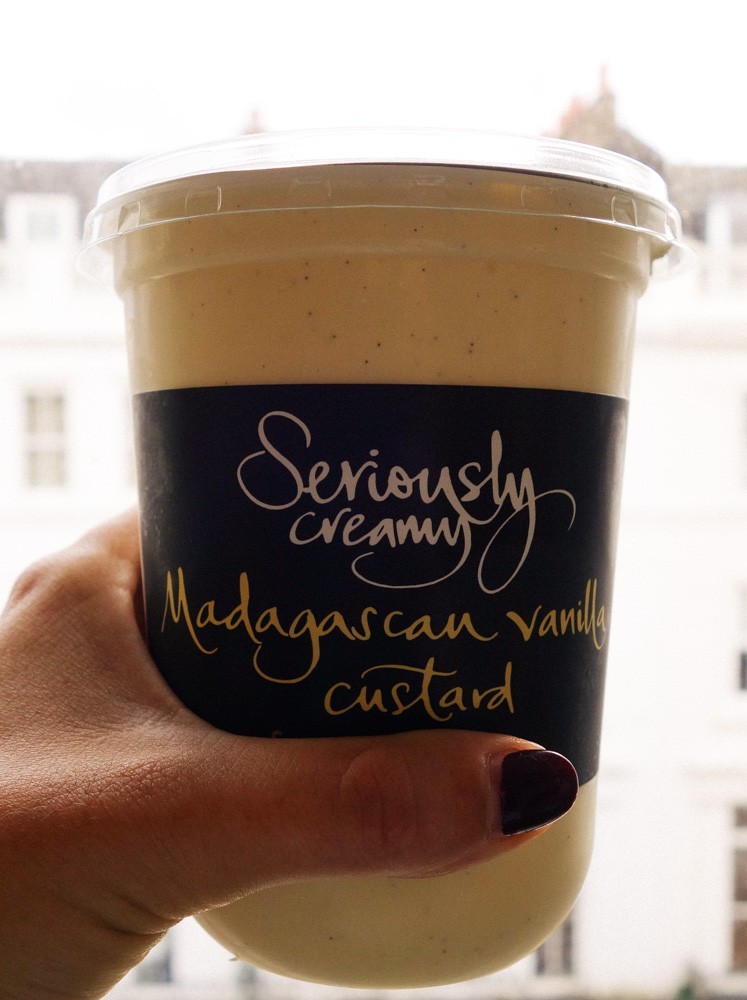 Seriously
creamy
Madagascan vanilla
custard